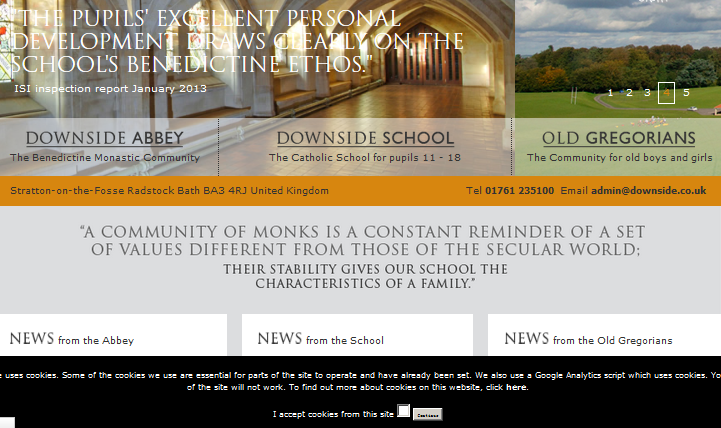 "THE PUPILS' EXCELLENT PERSONAL
DEVELOPMENT DRAWS CLEARLY ON THE
SCHOOL'S BENEDICTINE ETHOS."
ISI inspection report January 2013
1 2 3 4 5
DOWNSIDE ABBEY
The Benedictine Monastic Community
DOWNSIDE SCHOOL
The Catholic School for pupils 11 - 18
OLD GREGORIANS
The Community for old boys and girls
Stratton-on-the-Fosse Radstock Bath BA3 4RJ United Kingdom
Tel 01761 235100 Email admin@downside.co.uk
"A COMMUNITY OF MONKS IS A CONSTANT REMINDER OF A SET
OF VALUES DIFFERENT FROM THOSE OF THE SECULAR WORLD;
THEIR STABILITY GIVES OUR SCHOOL THE
CHARACTERISTICS OF A FAMILY."
NEWS from the Abbey
NEWS from the School
NEWS from the Old Gregorians
uses cookies. Some of the cookies we use are essential for parts of the site to operate and have already been set. We also use a Google Analytics script which uses cookies.
of the site will not work. To find out more about cookies on this website, click here.
I accept cookies from this site
Continue